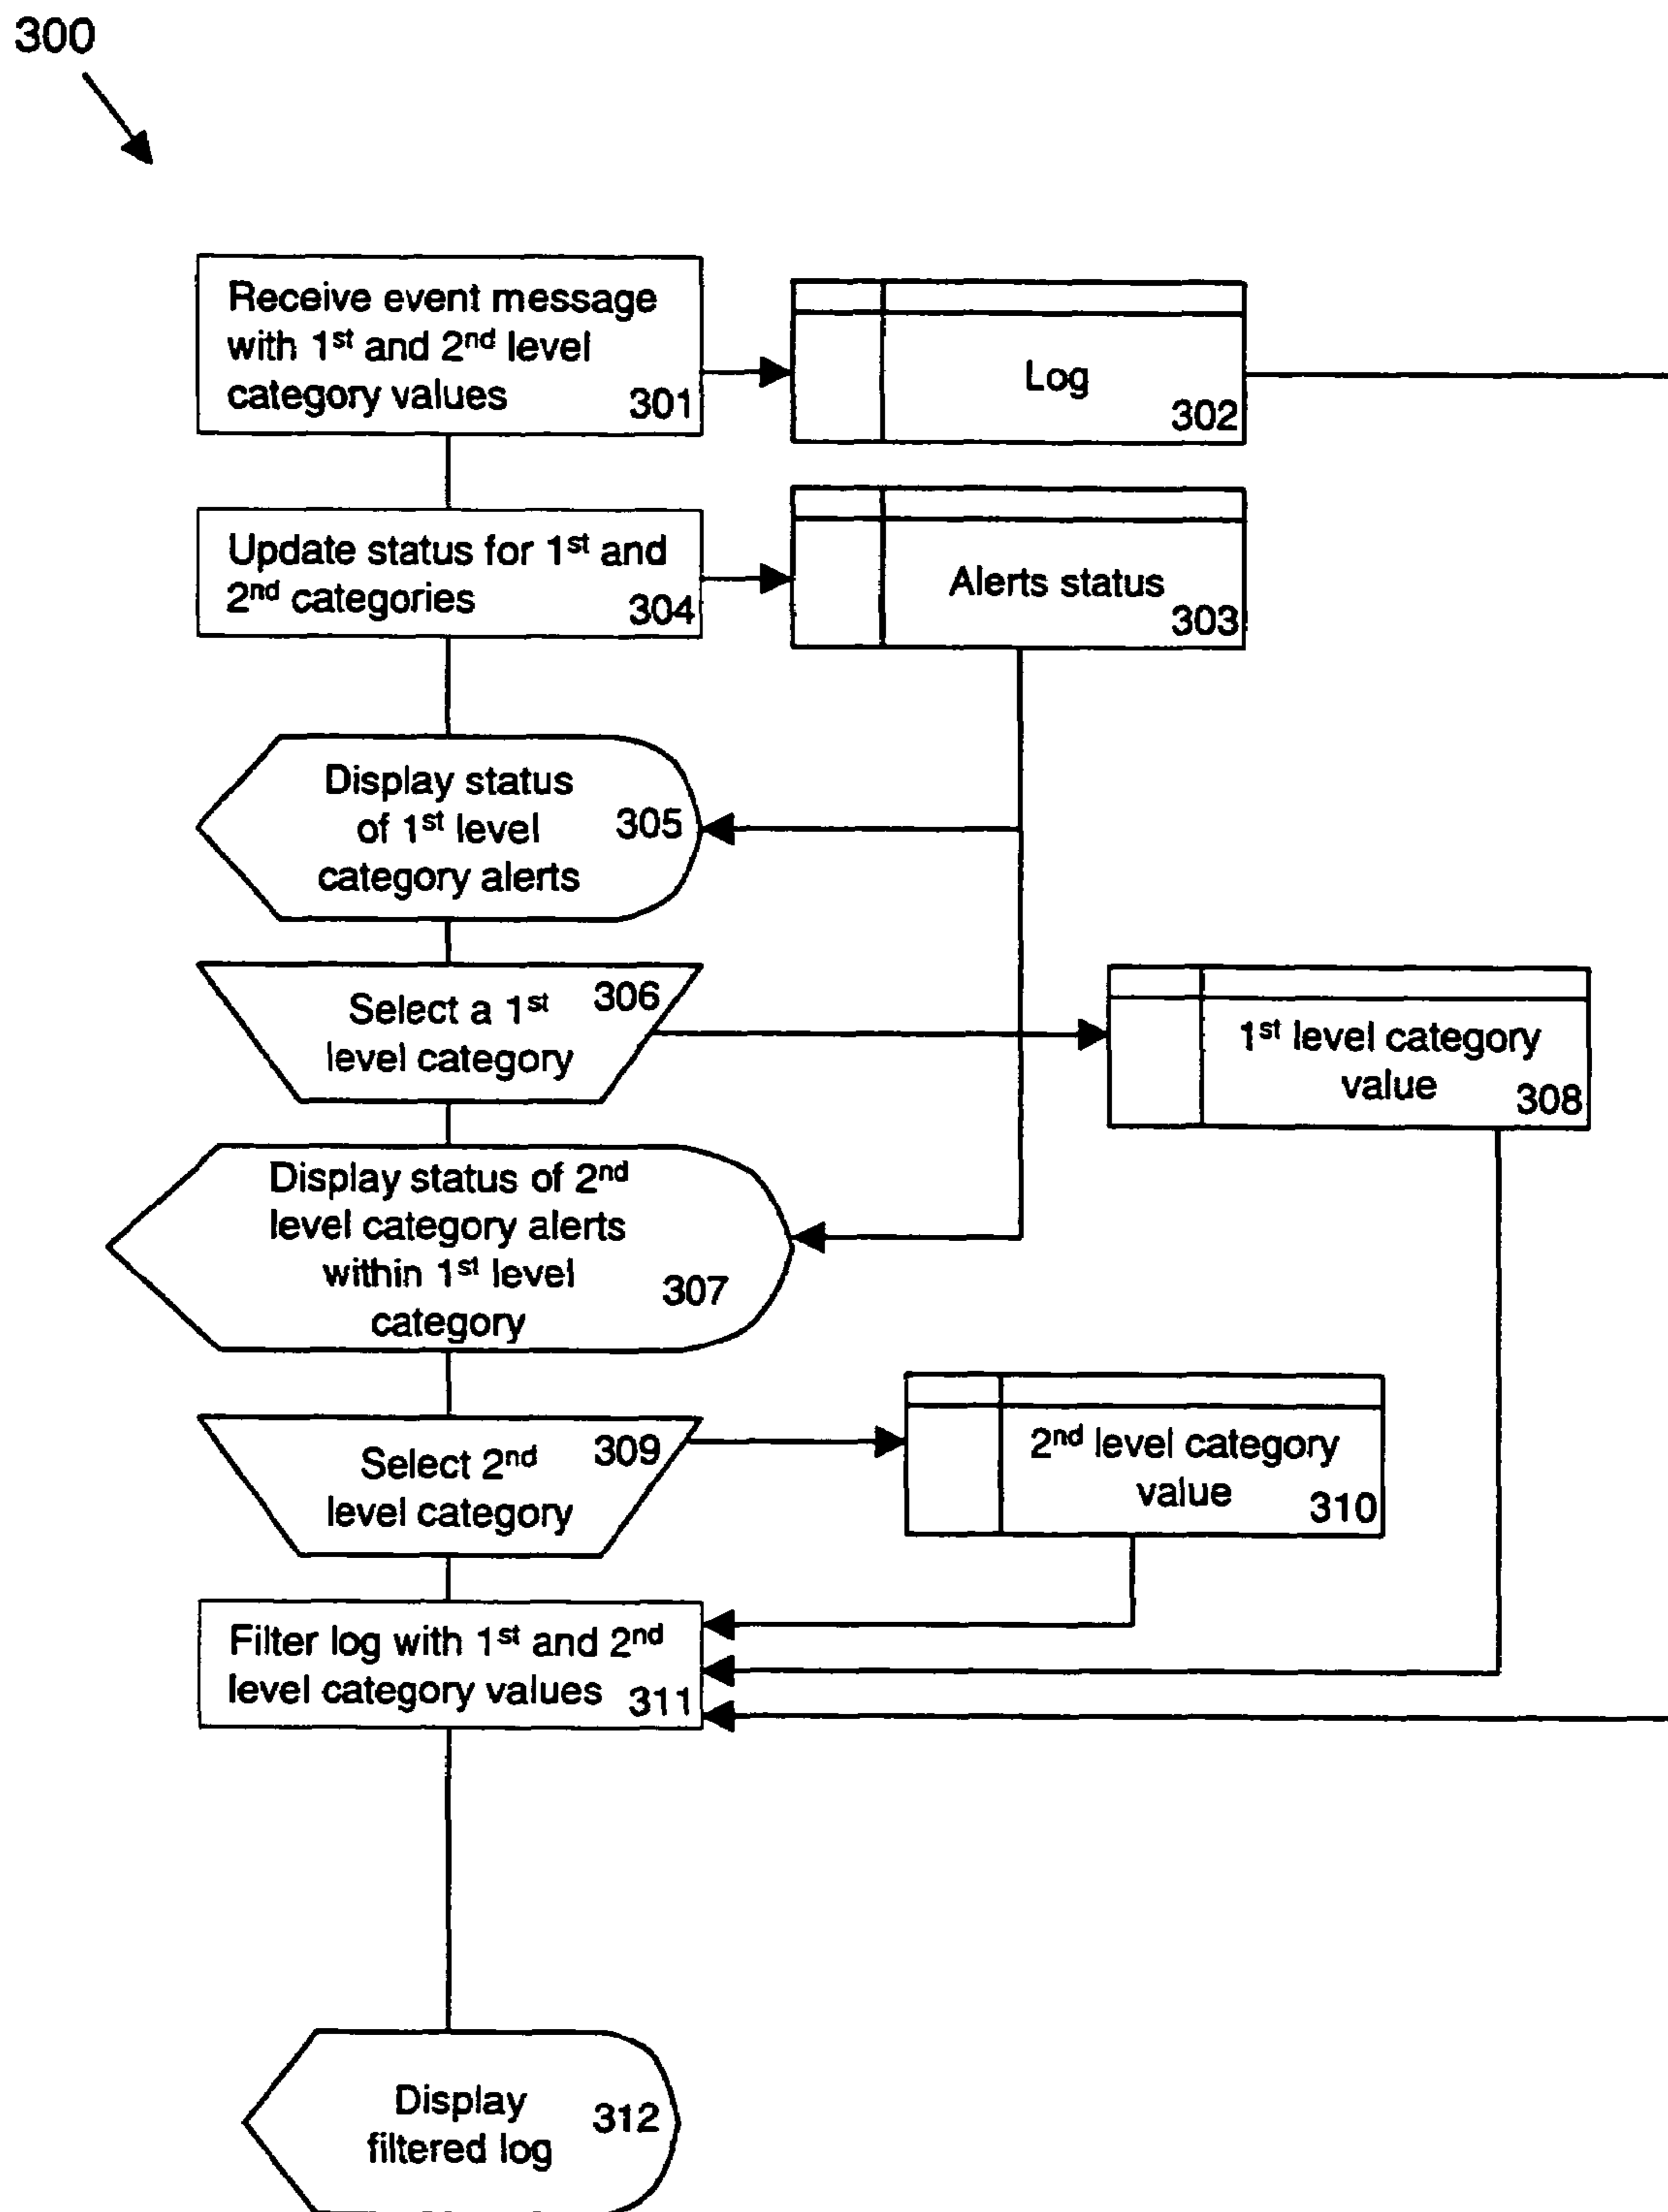 300
Receive event message
with 1st and 2nd level
category values 301
Log
302
Update status for 1st and
2nd categories 304
Alerts status
303
Display status
of 1st level 305
category alerts
Select a 1st 306
level category
1st level category
value 308
Display status of 2nd
level category alerts
within 1st level 307
category
Select 2nd 309
level category
2nd level category
value 310
Filter log with 1st and 2nd
level category values 311
Display 312
filtered log